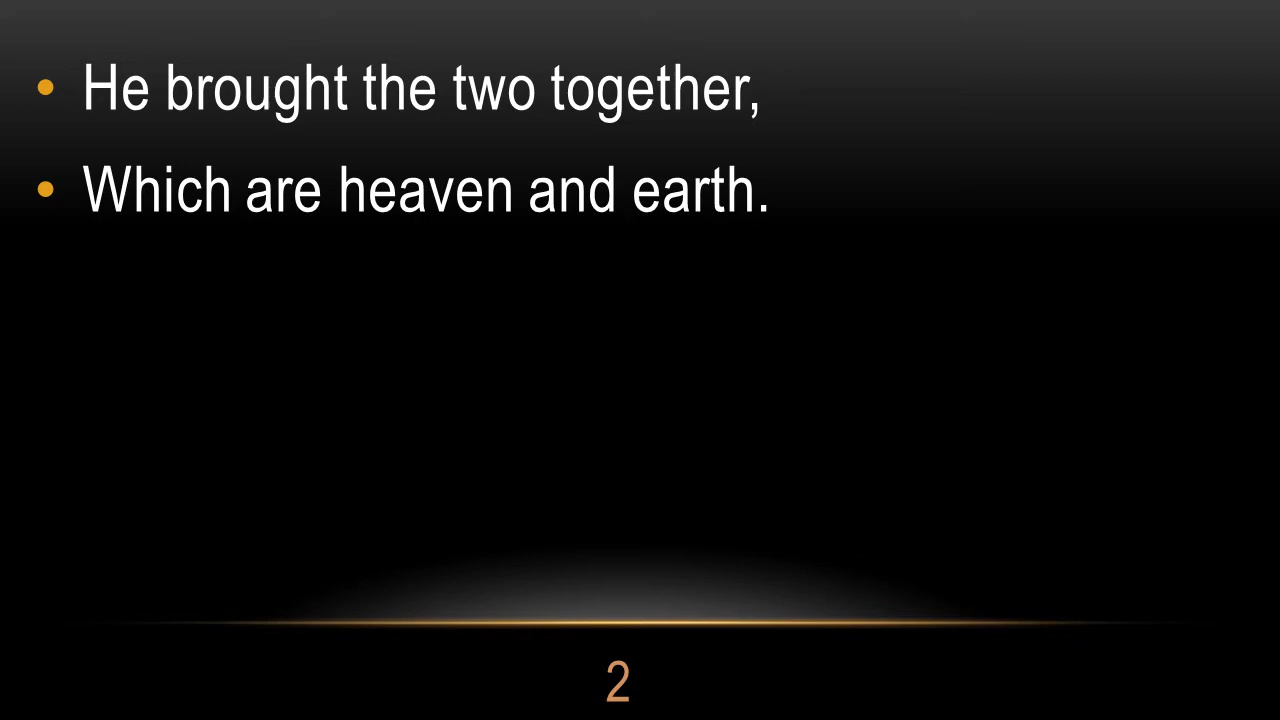 • He brought the two together,
• Which are heaven and earth.
2